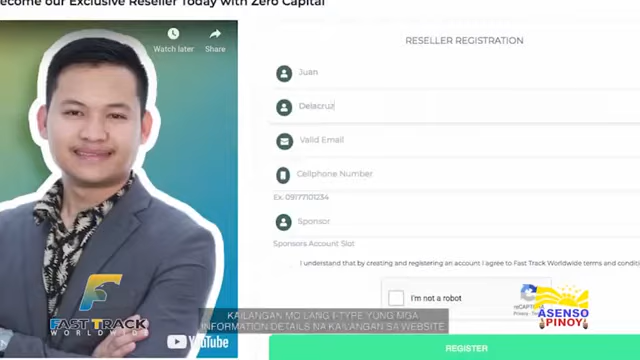 ecome our Exclusive Reseller Today with Zero Capital
Watch later
Share
RESELLER REGISTRATION
Juan
Delacruz
Valid Email
Cellphone Number
Ex. 09177101234
Sponsor
Sponsors Account Slot
I understand that by creating and registering an account I agree to Fast Track Worldwide terms and conditi
I'm not a robot
reCAPTCHA
FAST TRACK
WORLDWIDE
YouTube
ASENSO
PINOY
KAILANGAN MO LANG I-TYPE YUNG MGA
INFORMATION DETAILS NA KAILANGAN SA WEBSITE
REGISTER